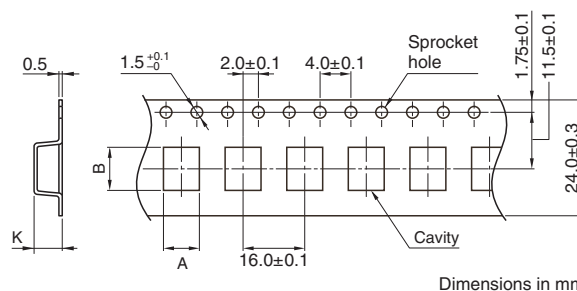 0.5
1.5 +0.1 −0
2.0±0.1
4.0±0.1
Sprocket hole
1.75±0.1
11.5±0.1
24.0±0.3
B
K
A
16.0±0.1
Cavity
Dimensions in mm